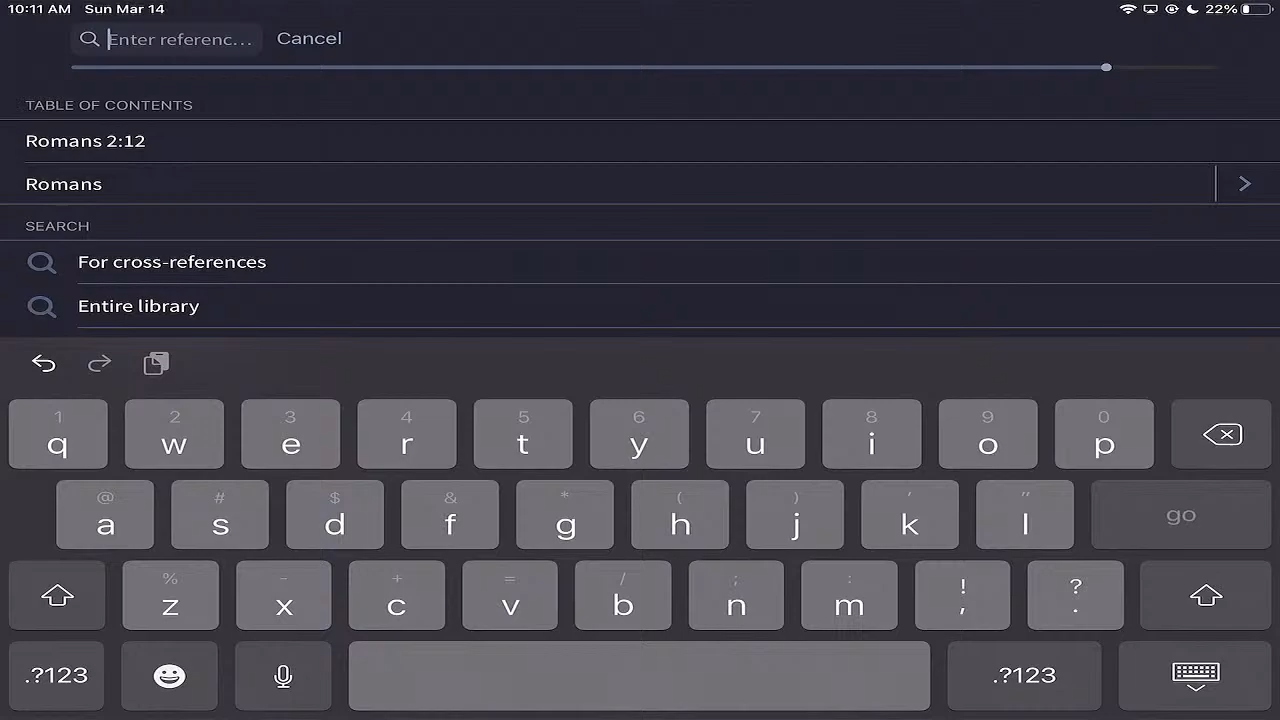 10:11 AM Sun Mar 14 22%
Enter referenc... Cancel
TABLE OF CONTENTS
Romans 2:12
Romans
SEARCH
For cross-references
Entire library
1 2 3 4 5 6 7 8 9 0
q w e r t y u i o p
@ # $ & * ( ) ' "
a s d f g h j k l go
% - + = / ; : ! ?
z x c v b n m , .
.?123 .?123